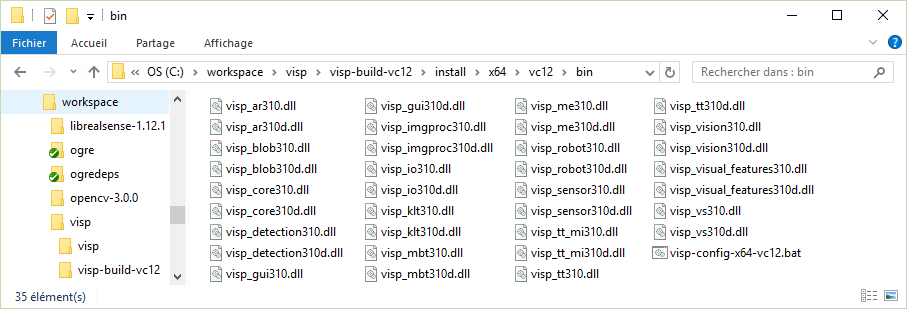 bin
Fichier Accueil Partage Affichage
« OS (C:) workspace visp visp-build-vc12 install x64 vc12 bin Rechercher dans : bin
workspace
librealsense-1.12.1
ogre
ogredeps
opencv-3.0.0
visp
visp
visp-build-vc12
visp_ar310.dll
visp_ar310d.dll
visp_blob310.dll
visp_blob310d.dll
visp_core310.dll
visp_core310d.dll
visp_detection310.dll
visp_detection310d.dll
visp_gui310.dll
visp_gui310d.dll
visp_imgproc310.dll
visp_imgproc310d.dll
visp_io310.dll
visp_io310d.dll
visp_klt310.dll
visp_klt310d.dll
visp_mbt310.dll
visp_mbt310d.dll
visp_me310.dll
visp_me310d.dll
visp_robot310.dll
visp_robot310d.dll
visp_sensor310.dll
visp_sensor310d.dll
visp_tt_mi310.dll
visp_tt_mi310d.dll
visp_tt310.dll
visp_tt310d.dll
visp_vision310.dll
visp_vision310d.dll
visp_visual_features310.dll
visp_visual_features310d.dll
visp_vs310.dll
visp_vs310d.dll
visp-config-x64-vc12.bat
35 élément(s)